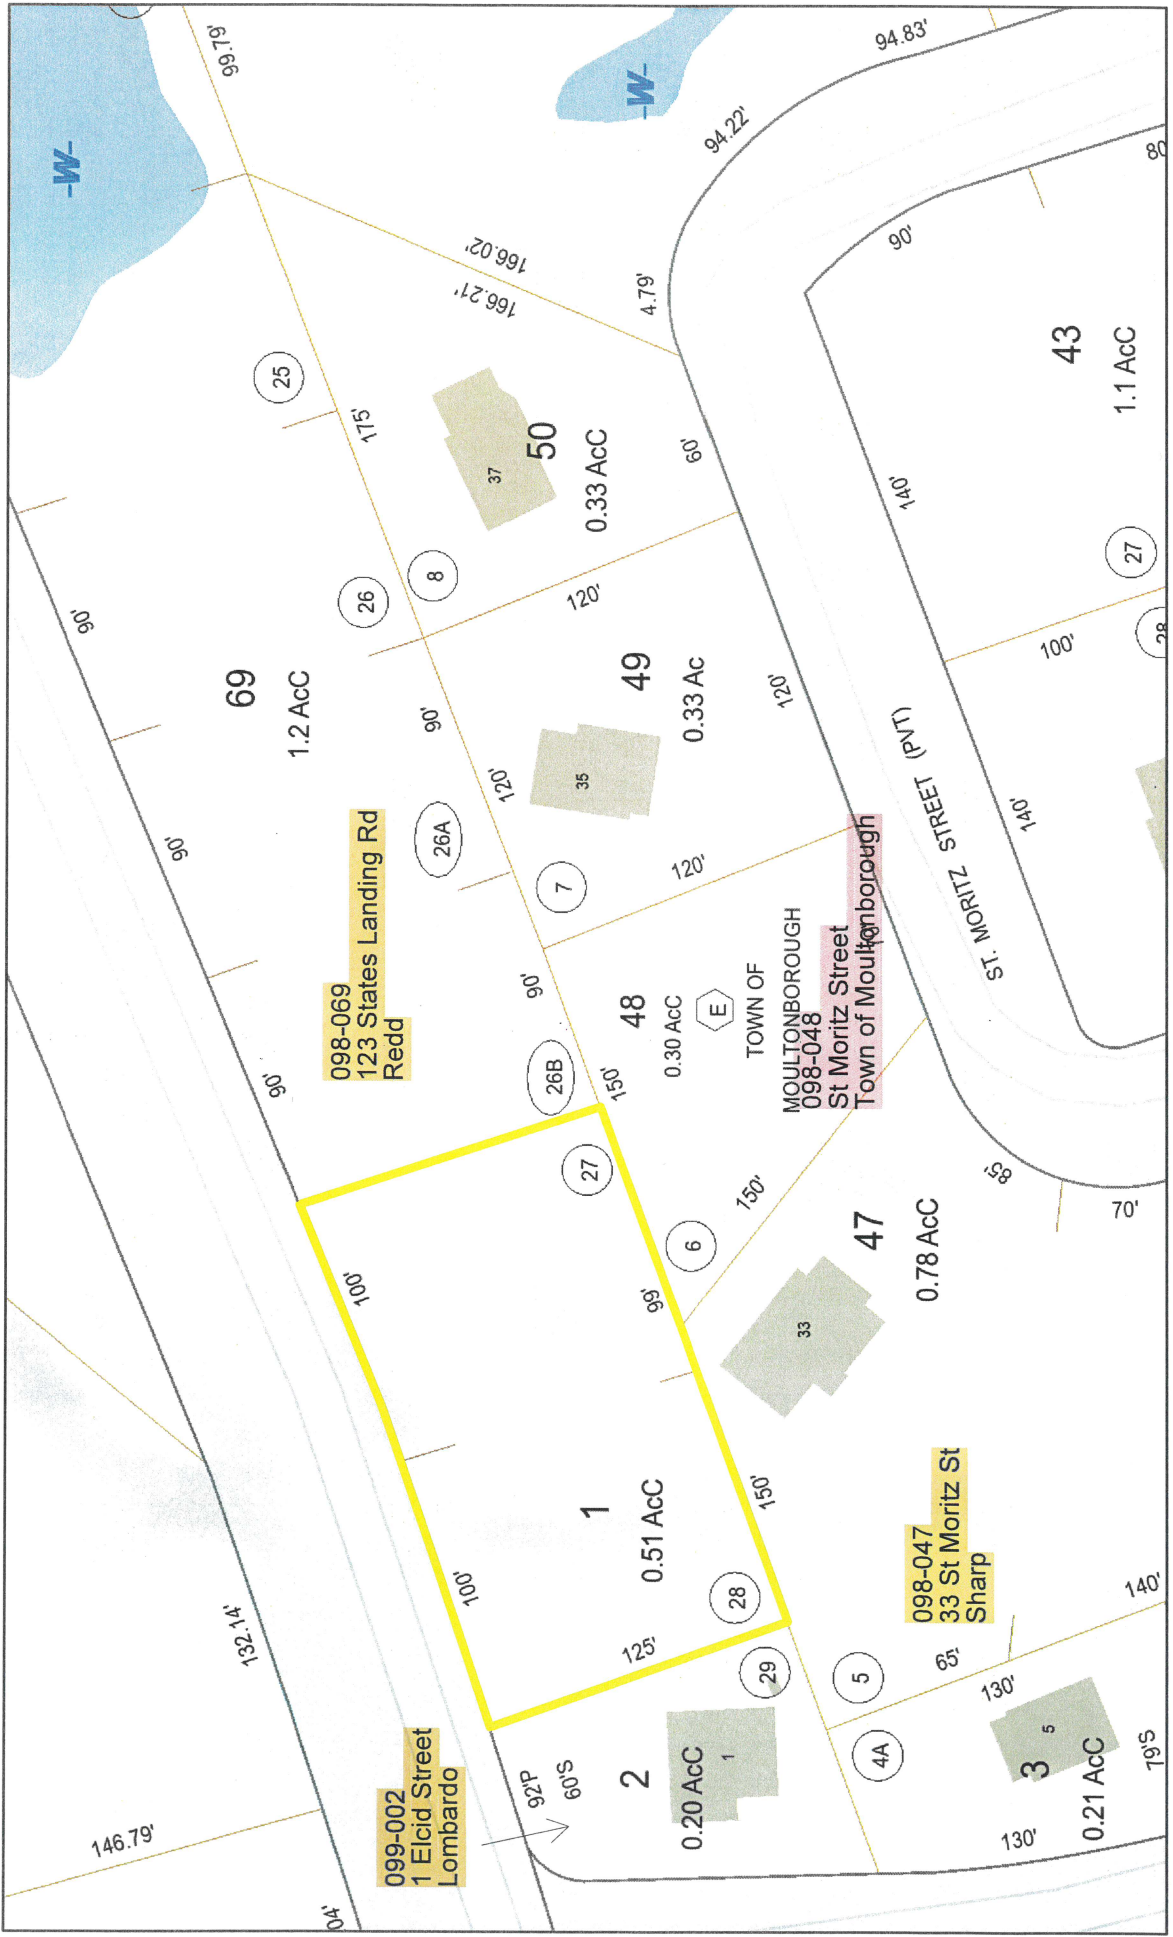 146.79'
04'
132.14'
099-002
1 Elcid Street
Lombardo
92'P
60'S
2
0.20 AcC
1
29
125'
100'
100'
1
0.51 AcC
28
27
99'
150'
90'
90'
90'
90'
098-069
123 States Landing Rd
Redd
69
1.2 AcC
26A
26B
26
25
-W-
99.79'
-W-
175'
90'
120'
90'
150'
8
7
6
5
4A
37
50
0.33 AcC
166.02'
166.21'
4.79'
94.22'
94.83'
60'
120'
35
49
0.33 Ac
120'
120'
48
0.30 AcC
E
TOWN OF
MOULTONBOROUGH
098-048
St Moritz Street
Town of Moultonborough
150'
33
47
0.78 AcC
85'
70'
098-047
33 St Moritz St
Sharp
65'
130'
140'
5
3
0.21 AcC
79'S
130'
ST. MORITZ STREET (PVT)
90'
80
43
1.1 AcC
140'
140'
100'
27
28